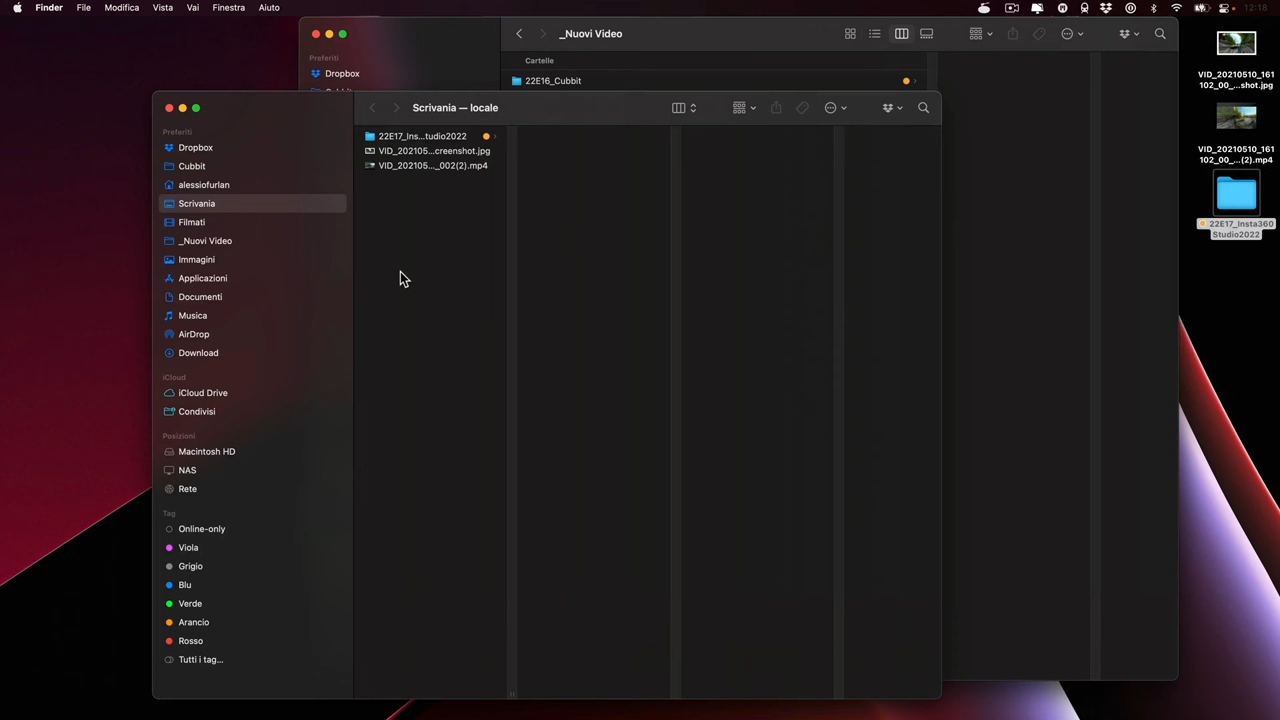 Finder File Modifica Vista Vai Finestra Aiuto 12:18
_Nuovi Video
Preferiti
Dropbox
Cartelle
22E16_Cubbit
Scrivania — locale
Preferiti
Dropbox
Cubbit
alessiofurlan
Scrivania
Filmati
_Nuovi Video
Immagini
Applicazioni
Documenti
Musica
AirDrop
Download
iCloud
iCloud Drive
Condivisi
Posizioni
Macintosh HD
NAS
Rete
Tag
Online-only
Viola
Grigio
Blu
Verde
Arancio
Rosso
Tutti i tag...
22E17_Ins...tudio2022
VID_202105...creenshot.jpg
VID_202105..._002(2).mp4
VID_20210510_161
102_00_...shot.jpg
VID_20210510_161
102_00_...(2).mp4
22E17_Insta360
Studio2022